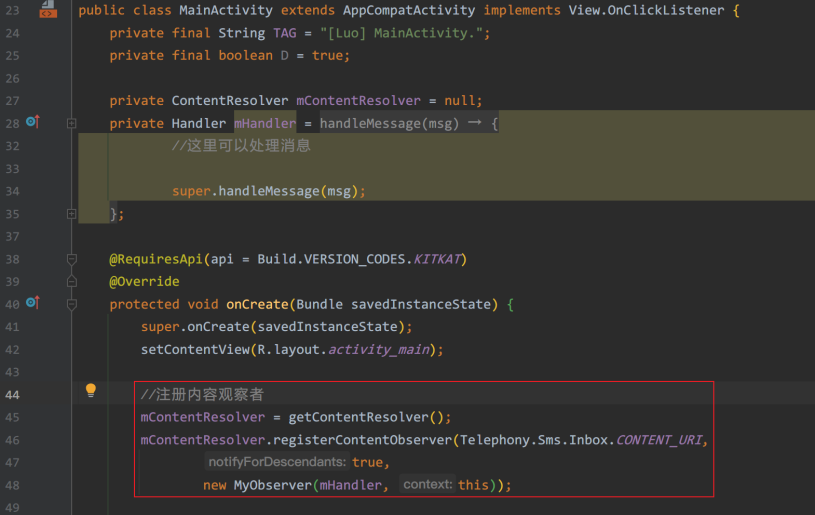 23 public class MainActivity extends AppCompatActivity implements View.OnClickListener {
24 private final String TAG = "[Luo] MainActivity.";
25 private final boolean D = true;
26
27 private ContentResolver mContentResolver = null;
28 private Handler mHandler = handleMessage(msg) → {
32 //这里可以处理消息
33
34 super.handleMessage(msg);
35 };
37
38 @RequiresApi(api = Build.VERSION_CODES.KITKAT)
39 @Override
40 protected void onCreate(Bundle savedInstanceState) {
41 super.onCreate(savedInstanceState);
42 setContentView(R.layout.activity_main);
43
44 //注册内容观察者
45 mContentResolver = getContentResolver();
46 mContentResolver.registerContentObserver(Telephony.Sms.Inbox.CONTENT_URI,
47 notifyForDescendants: true,
48 new MyObserver(mHandler, context: this));
49